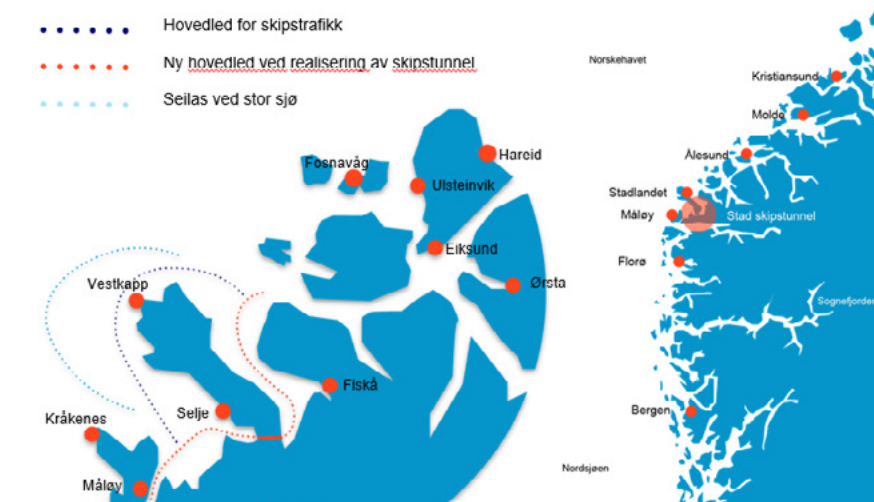 Hovedled for skipstrafikk
Ny hovedled ved realisering av skipstunnel
Seilas ved stor sjø
Fosnavåg
Hareid
Ulsteinvik
Eiksund
Ørsta
Vestkapp
Fiskå
Selje
Kråkenes
Måløy
Norskehavet
Kristiansund
Molde
Ålesund
Stadlandet
Måløy
Stad skipstunnel
Florø
Sognefjorden
Bergen
Nordsjøen